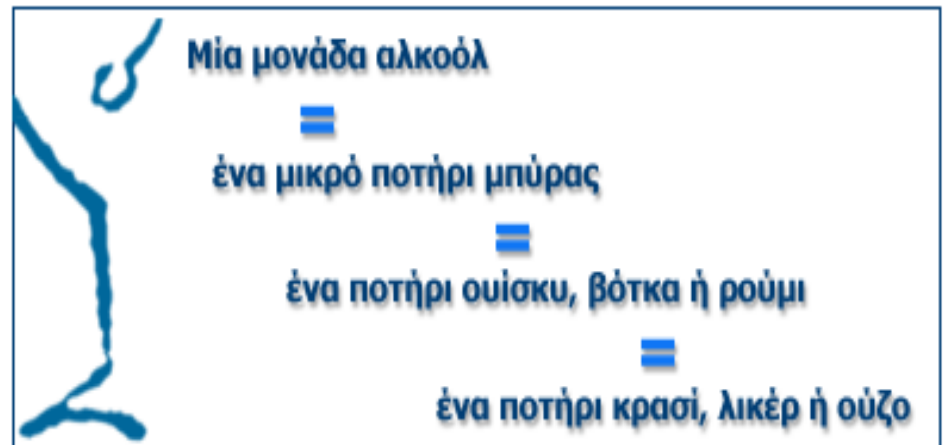 Μία μονάδα αλκοόλ
=
ένα μικρό ποτήρι μπύρας
=
ένα ποτήρι ουίσκυ, βότκα ή ρούμι
=
ένα ποτήρι κρασί, λικέρ ή ούζο